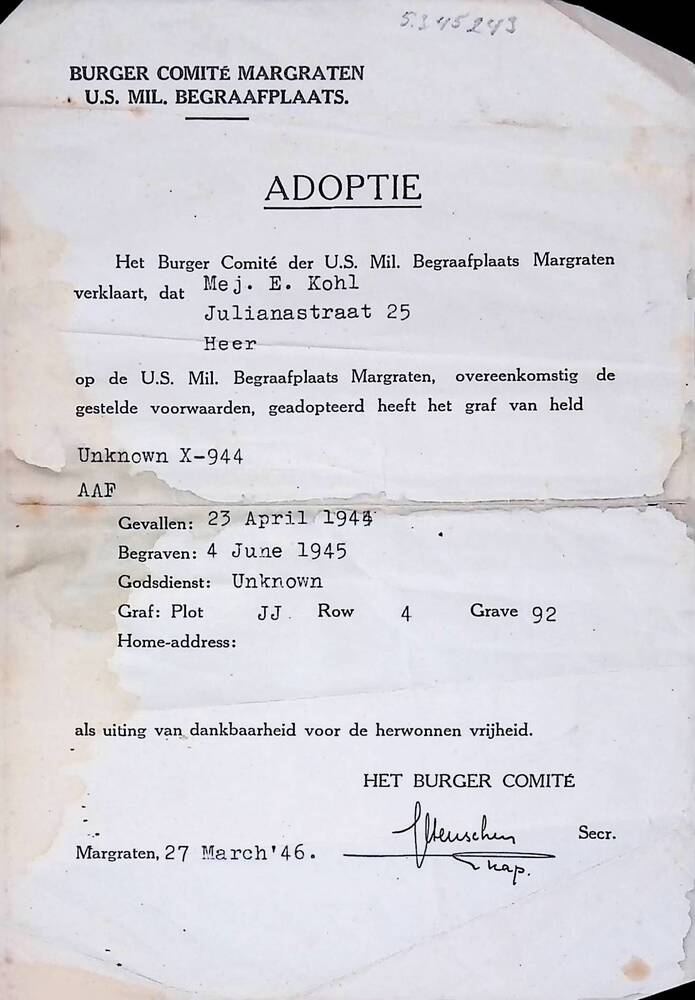 5345243
BURGER COMITÉ MARGRATEN
U.S. MIL. BEGRAAFPLAATS.
ADOPTIE
Het Burger Comité der U.S. Mil. Begraafplaats Margraten
verklaart, dat Mej. E. Kohl
Julianastraat 25
Heer
op de U.S. Mil. Begraafplaats Margraten, overeenkomstig de
gestelde voorwaarden, geadopteerd heeft het graf van held
Unknown X-944
AAF
Gevallen: 23 April 1944
Begraven: 4 June 1945
Godsdienst: Unknown
Graf: Plot JJ. Row 4 Grave 92
Home-address:
als uiting van dankbaarheid voor de herwonnen vrijheid.
HET BURGER COMITÉ
Secr.
Margraten, 27 March '46.
kap.